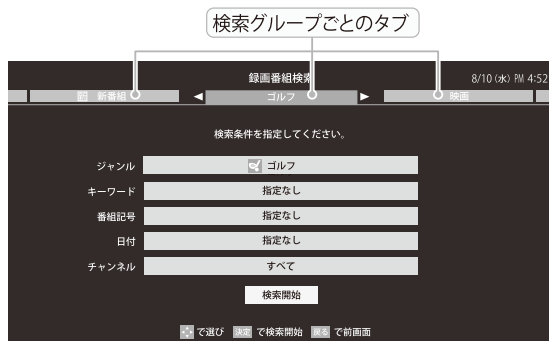 検索グループごとのタブ
録画番組検索
8/10 (水) PM 4:52
新 新番組 ◀ ゴルフ ▶ 映画
検索条件を指定してください。
ジャンル ゴルフ
キーワード 指定なし
番組記号 指定なし
日付 指定なし
チャンネル すべて
検索開始
で選び 決定 で検索開始 戻る で前画面